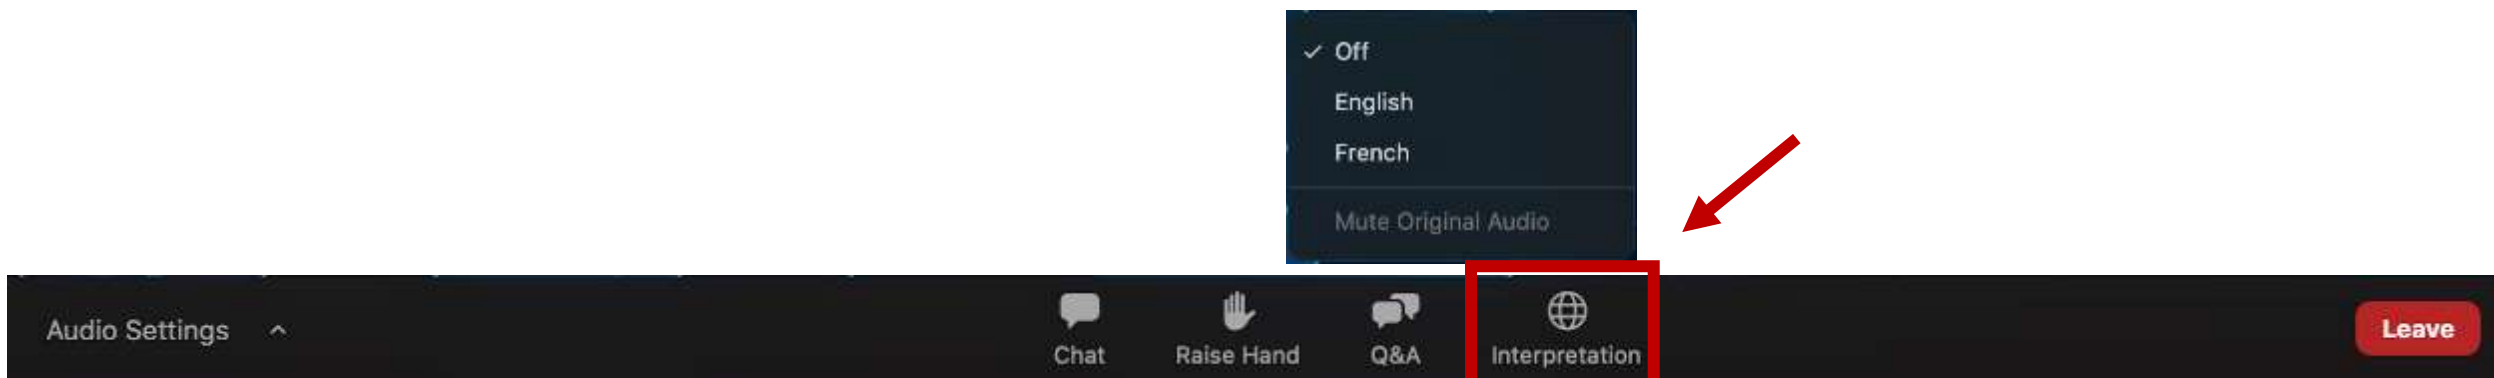 Off
English
French
Mute Original Audio
Audio Settings
Chat
Raise Hand
Q&A
Interpretation
Leave